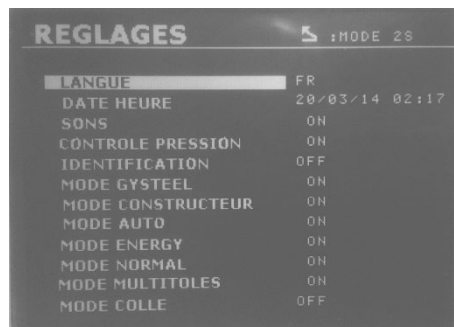 REGLAGES :MODE 2S
LANGUE FR
DATE HEURE 20/03/14 02:17
SONS ON
CONTROLE PRESSION ON
IDENTIFICATION OFF
MODE GYSTEEL ON
MODE CONSTRUCTEUR ON
MODE AUTO ON
MODE ENERGY ON
MODE NORMAL ON
MODE MULTITOLES ON
MODE COLLE OFF